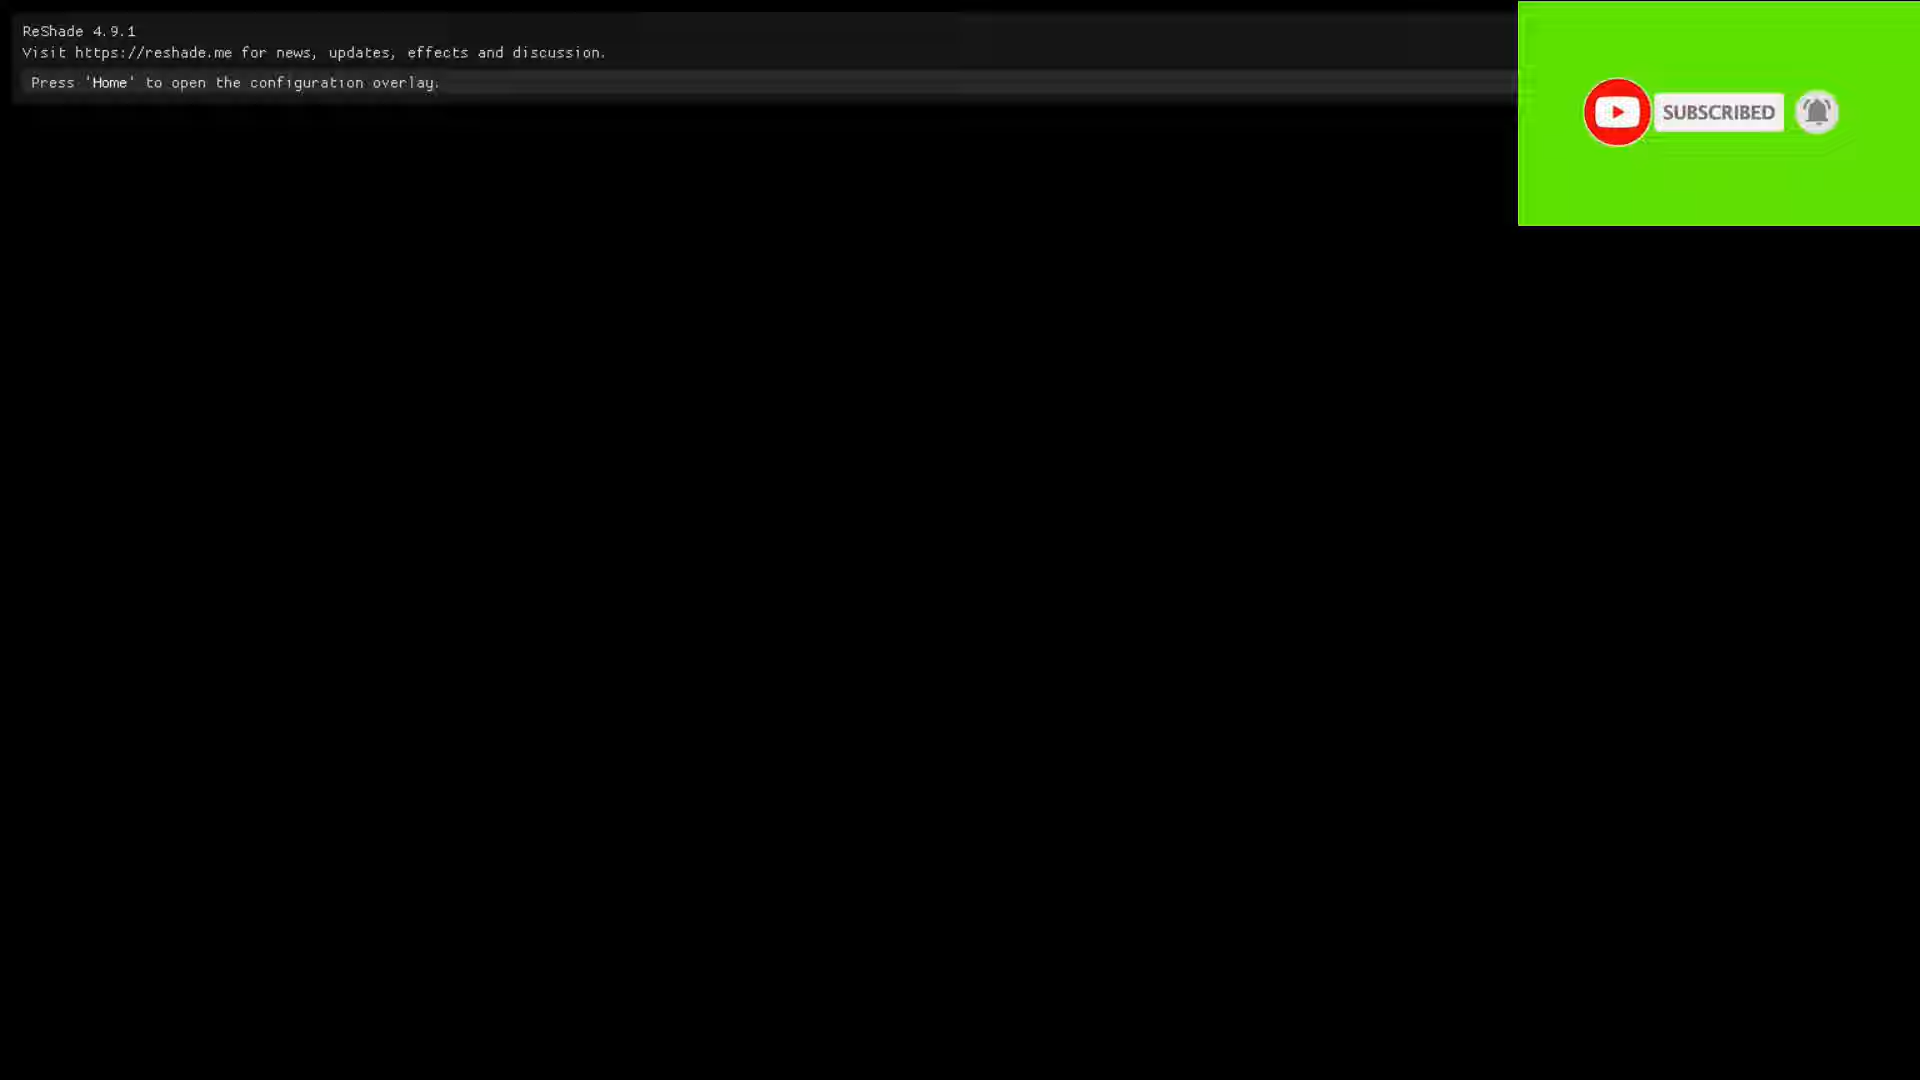 ReShade 4.9.1
Visit https://reshade.me for news, updates, effects and discussion.
Press 'Home' to open the configuration overlay.
SUBSCRIBED